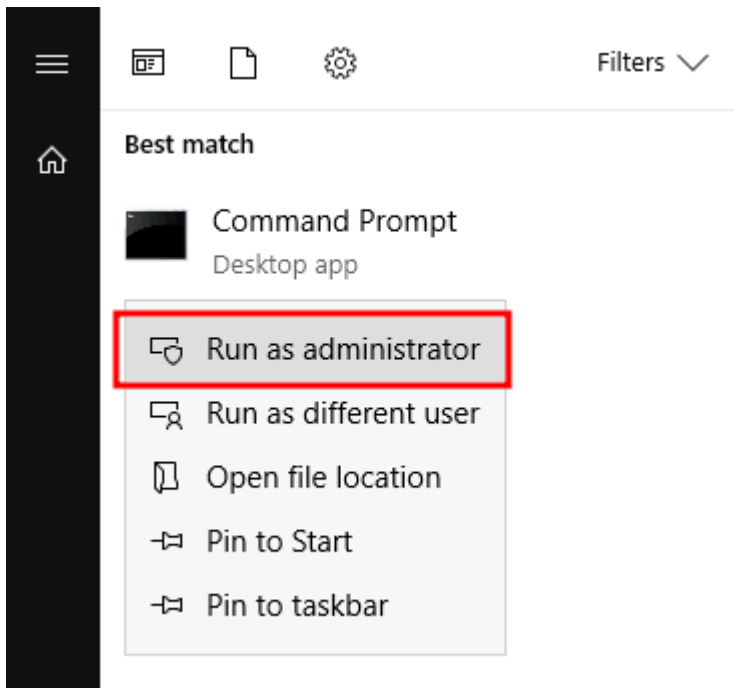 Filters
Best match
Command Prompt
Desktop app
Run as administrator
Run as different user
Open file location
Pin to Start
Pin to taskbar